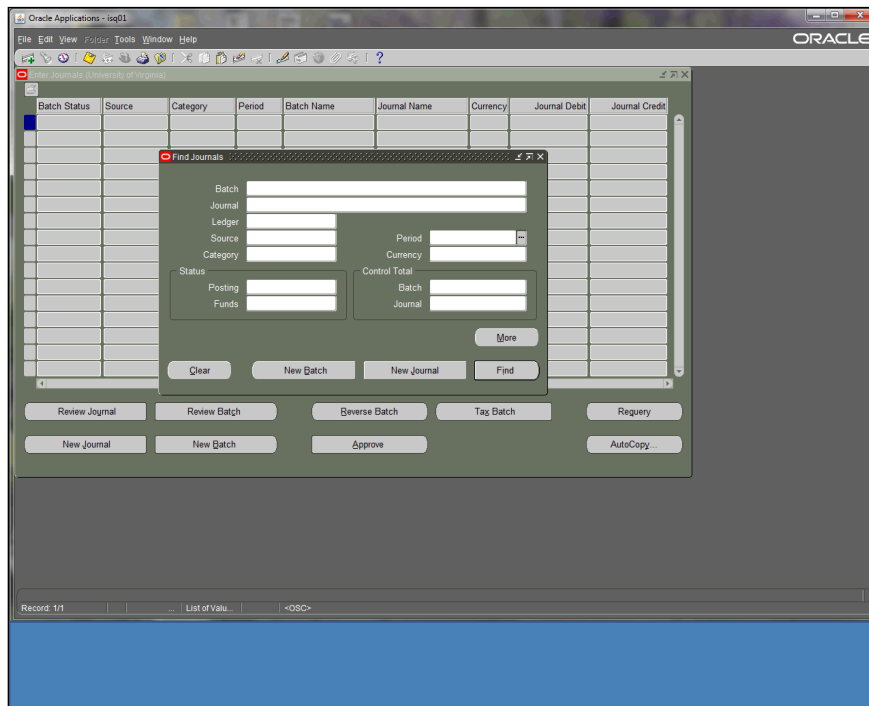 Oracle Applications - isq01
File Edit View Folder Tools Window Help
ORACLE
Enter Journals (University of Virginia)
Batch Status Source Category Period Batch Name Journal Name Currency Journal Debit Journal Credit
Find Journals
Batch
Journal
Ledger
Source Period
Category Currency
Status Control Total
Posting Batch
Funds Journal
More
Clear New Batch New Journal Find
Review Journal Review Batch Reverse Batch Tax Batch Requery
New Journal New Batch Approve AutoCopy...
Record: 1/1 ... List of Valu... <OSC>